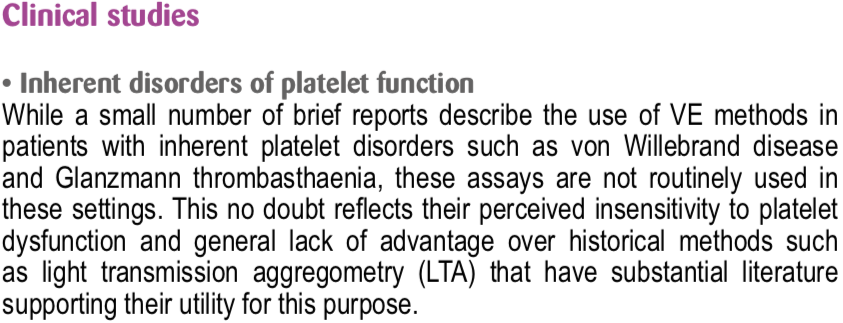 Clinical studies
• Inherent disorders of platelet function
While a small number of brief reports describe the use of VE methods in
patients with inherent platelet disorders such as von Willebrand disease
and Glanzmann thrombasthaenia, these assays are not routinely used in
these settings. This no doubt reflects their perceived insensitivity to platelet
dysfunction and general lack of advantage over historical methods such
as light transmission aggregometry (LTA) that have substantial literature
supporting their utility for this purpose.